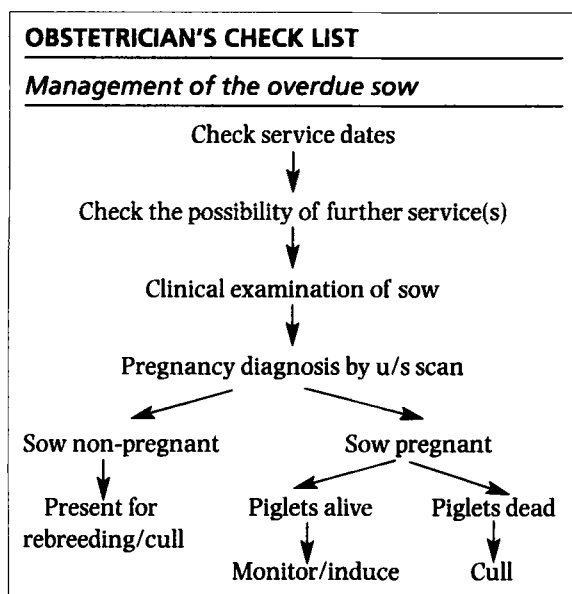 OBSTETRICIAN'S CHECK LIST
Management of the overdue sow
Check service dates
Check the possibility of further service(s)
Clinical examination of sow
Pregnancy diagnosis by u/s scan
Sow non-pregnant
Sow pregnant
Present for
rebreeding/cull
Piglets alive
Piglets dead
Monitor/induce
Cull